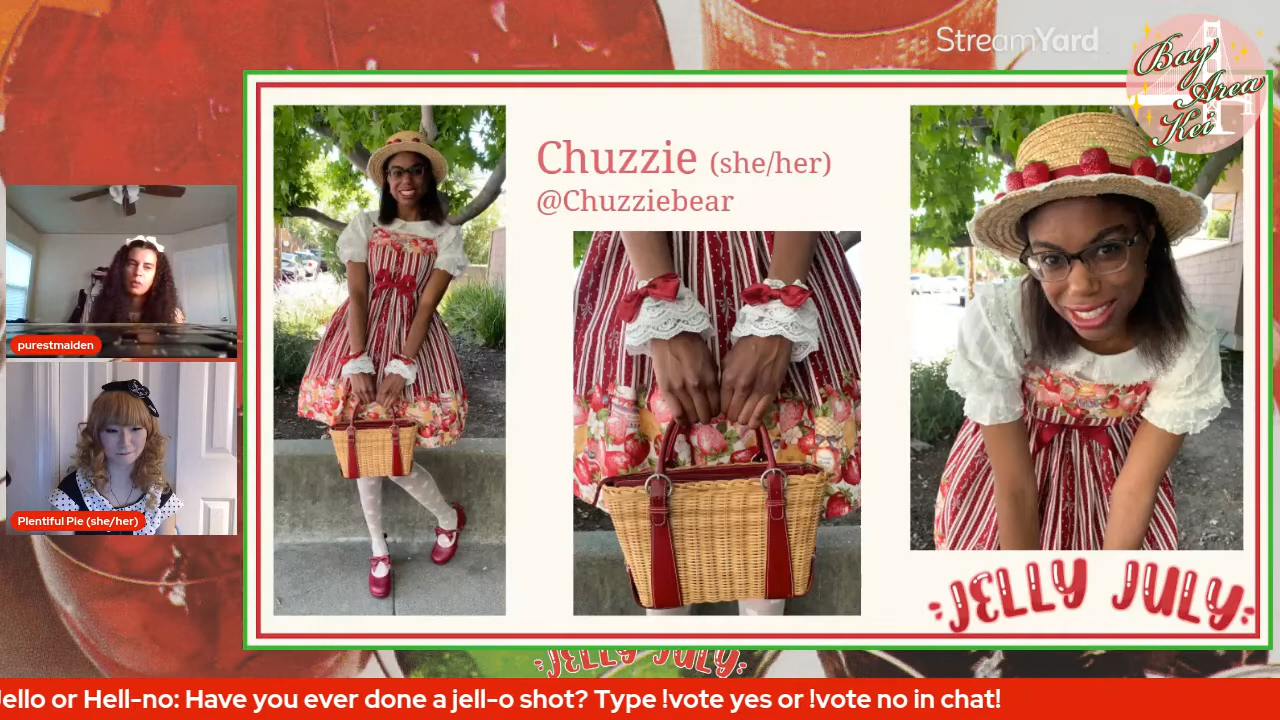 StreamYard
Bay
Area
Kei
Chuzzie (she/her)
@Chuzziebear
purestmaiden
Plentiful Pie (she/her)
JELLY JULY
JELLY JULY
Jello or Hell-no: Have you ever done a jell-o shot? Type !vote yes or !vote no in chat!